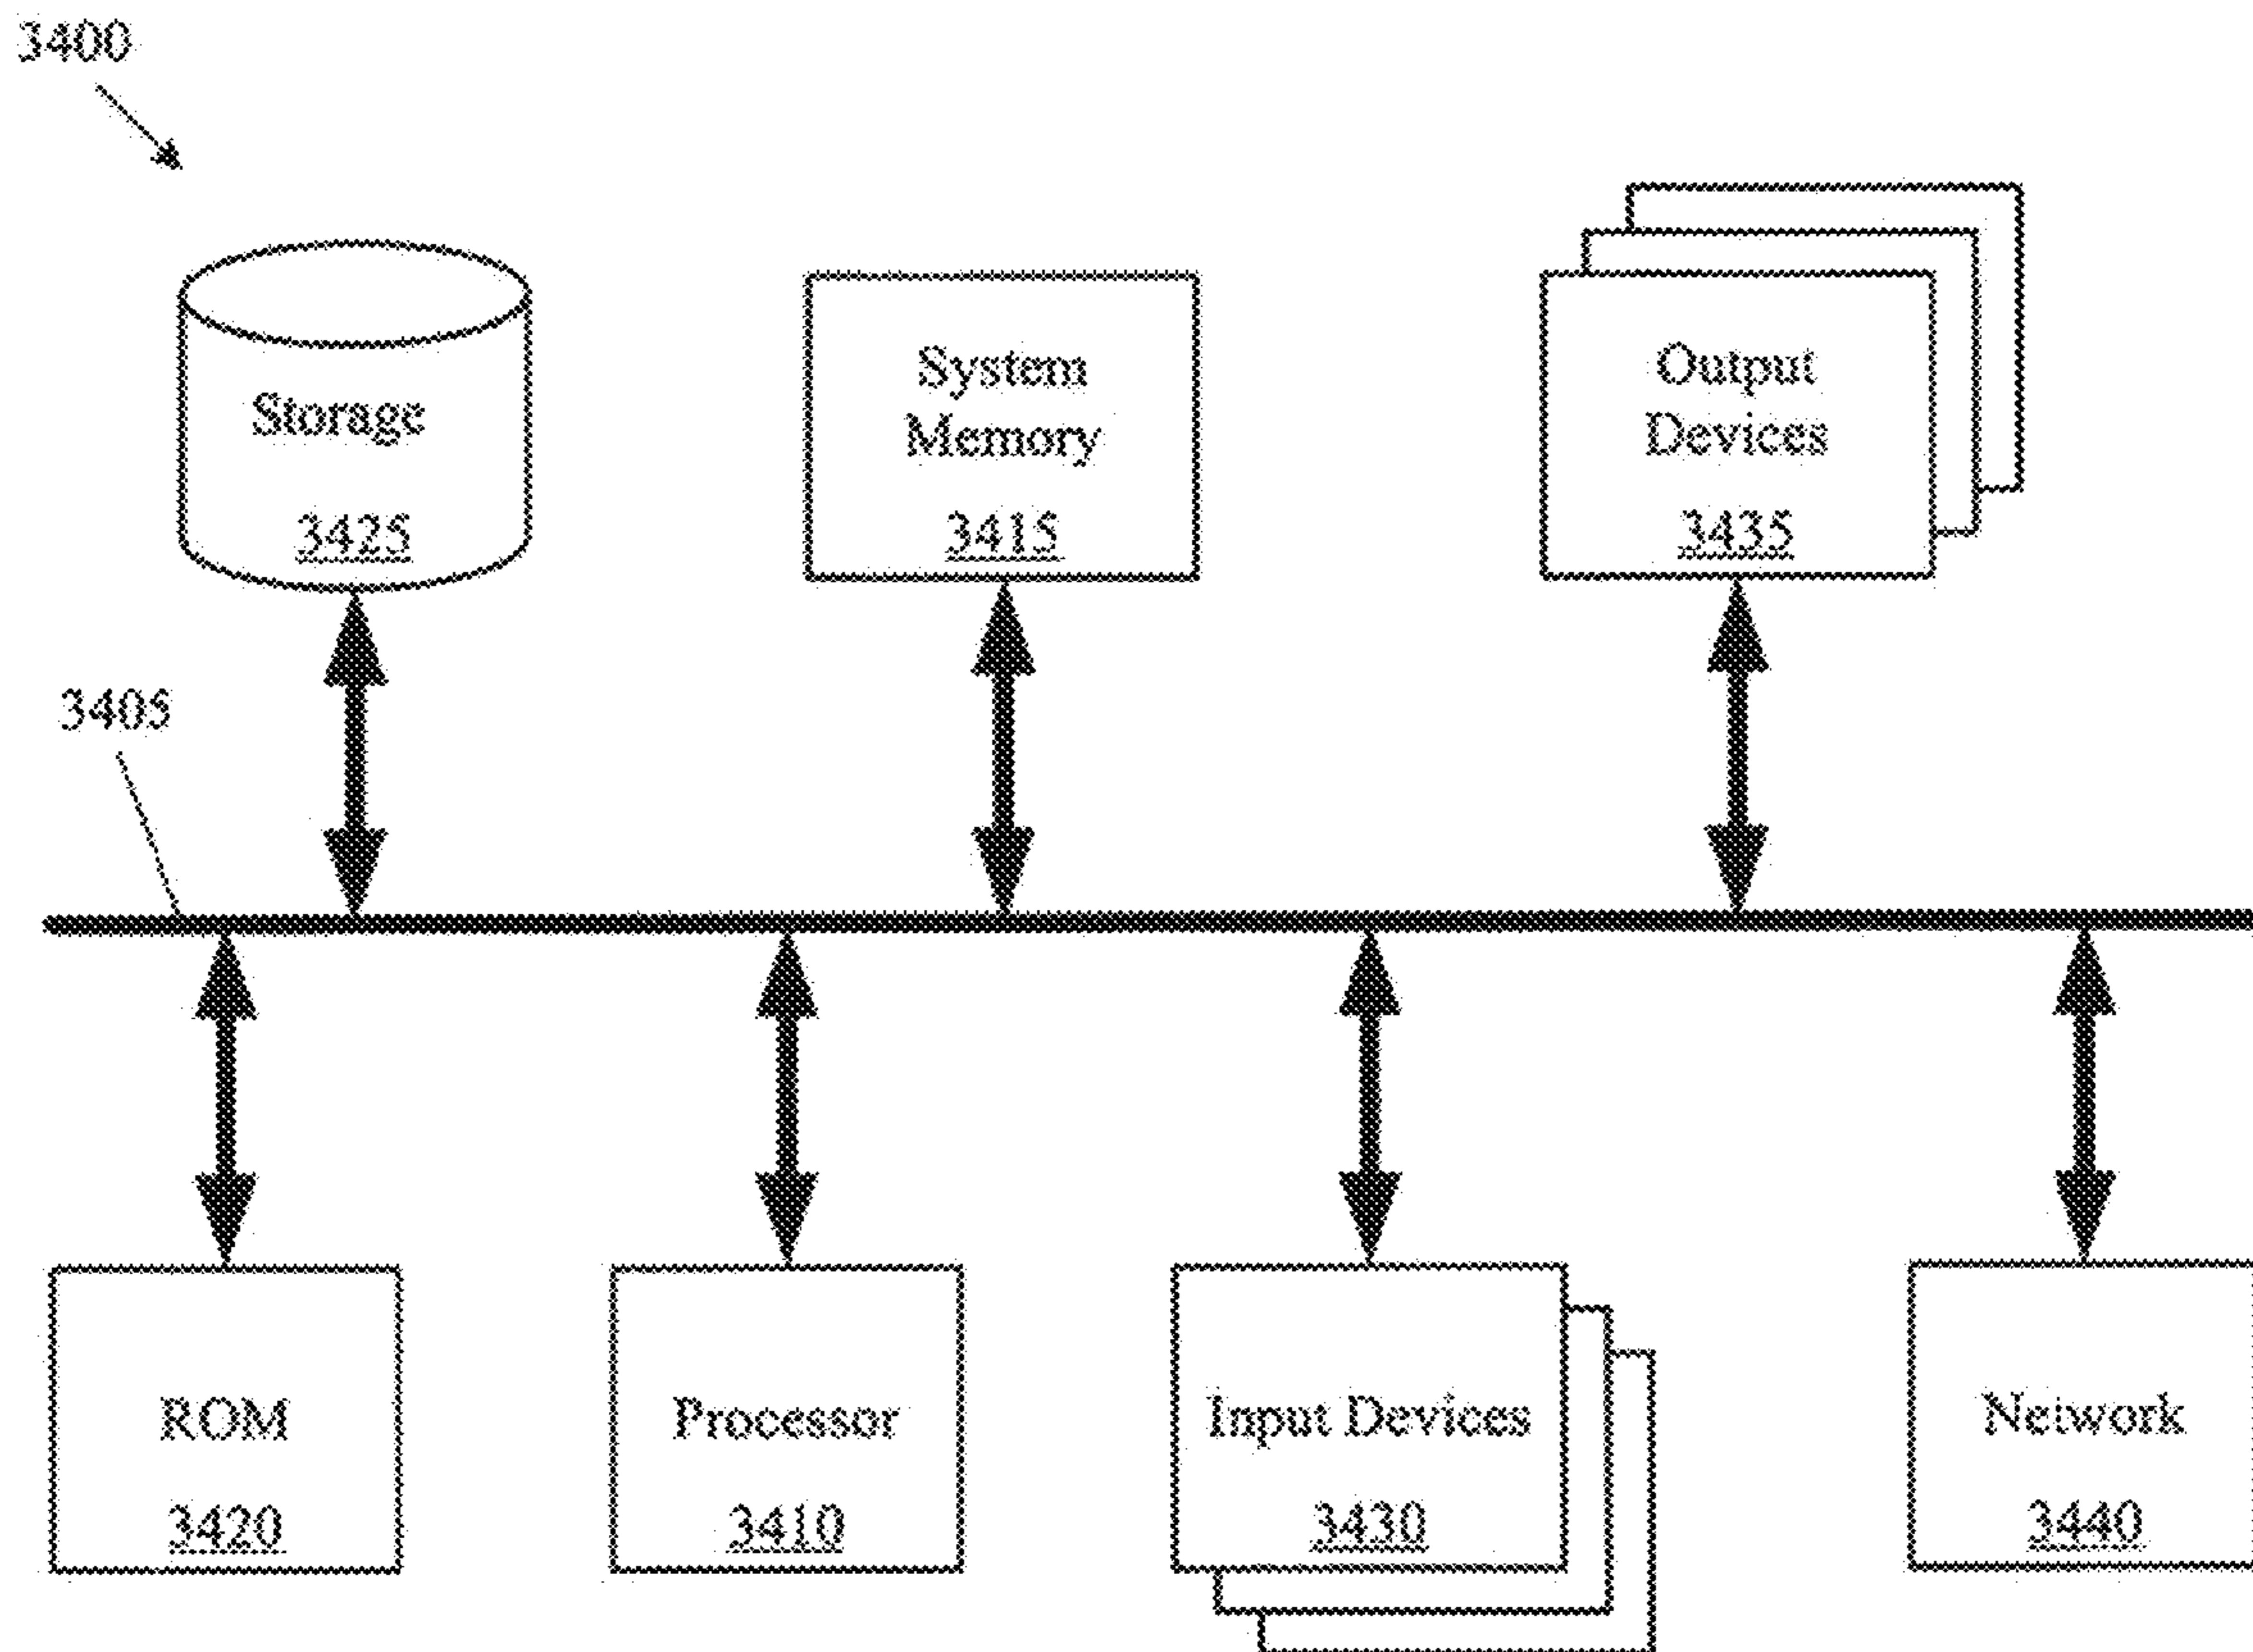 3400
Storage
3425
System
Memory
3415
Output
Devices
3435
3405
ROM
3420
Processor
3410
Input Devices
3430
Network
3440